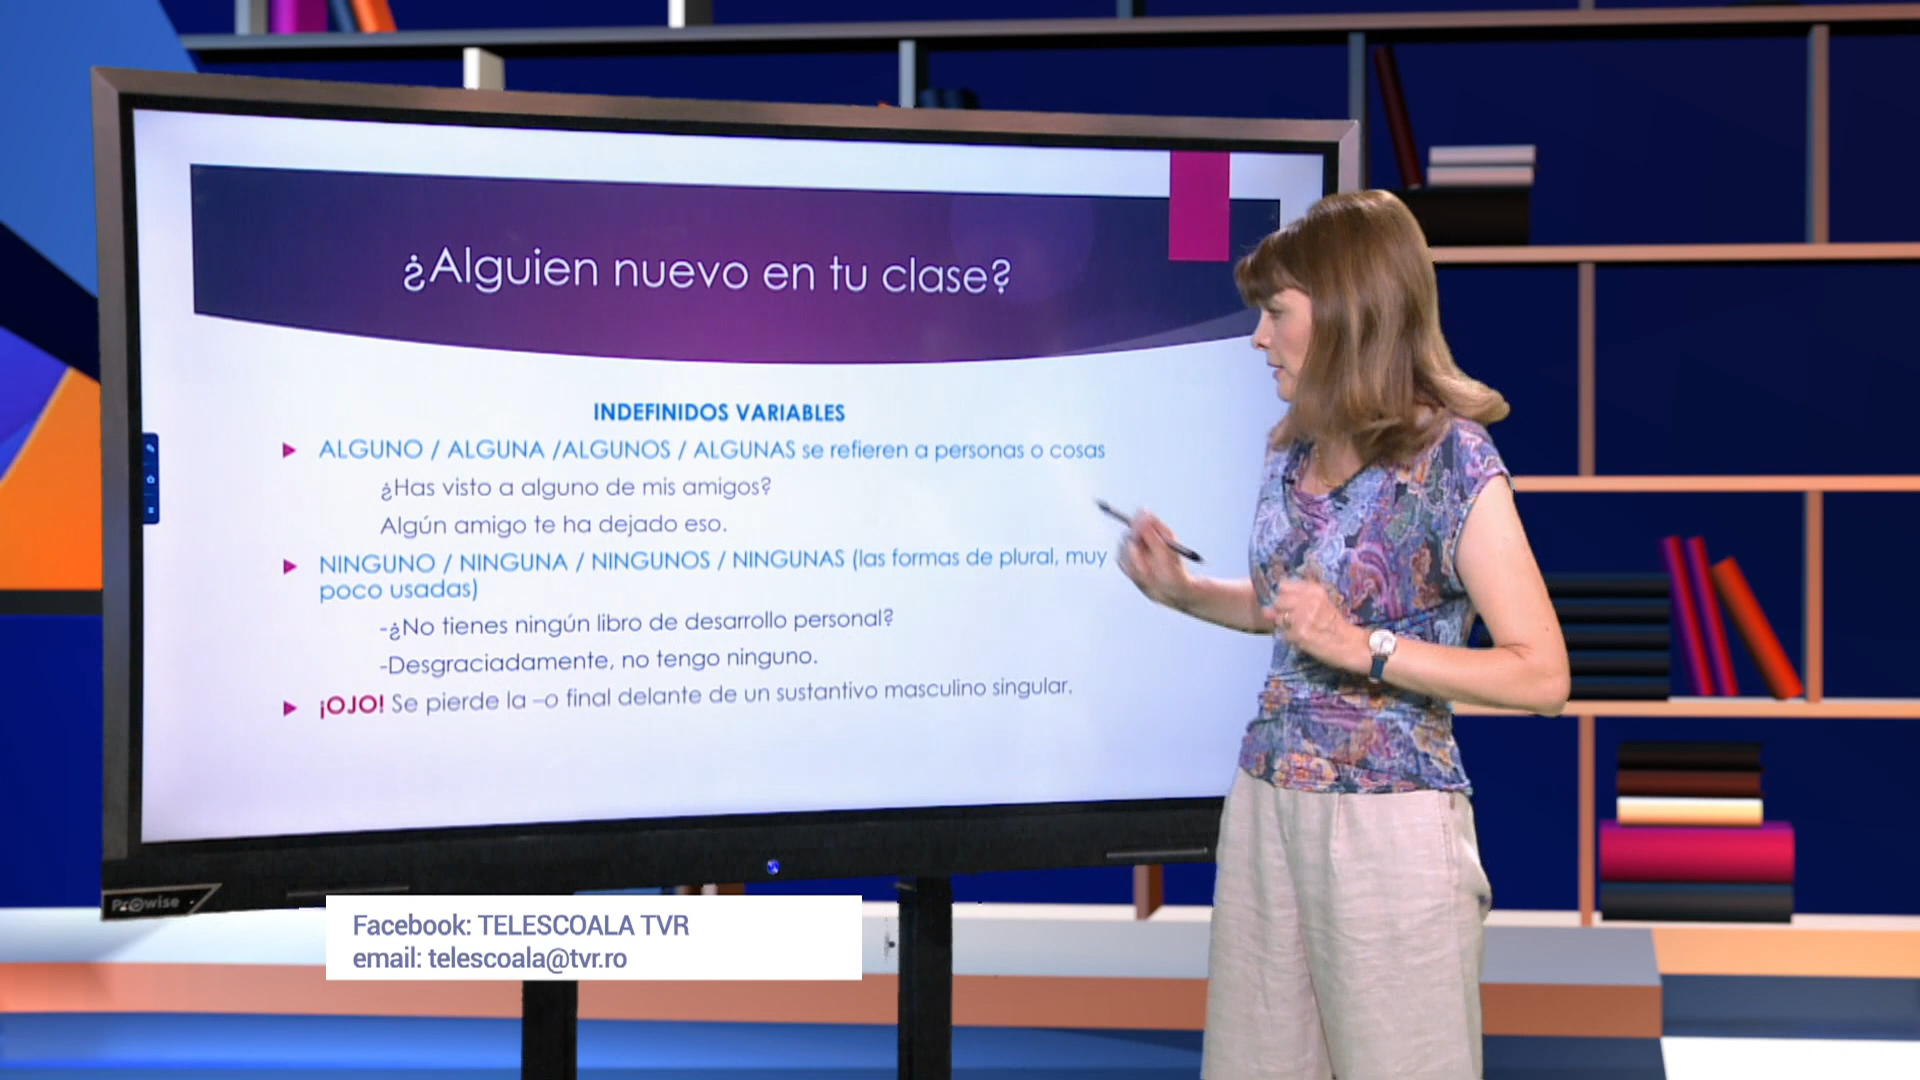 ¿Alguien nuevo en tu clase?
INDEFINIDOS VARIABLES
ALGUNO / ALGUNA /ALGUNOS / ALGUNAS se refieren a personas o cosas
¿Has visto a alguno de mis amigos?
Algún amigo te ha dejado eso.
NINGUNO / NINGUNA / NINGUNOS / NINGUNAS (las formas de plural, muy
poco usadas)
-¿No tienes ningún libro de desarrollo personal?
-Desgraciadamente, no tengo ninguno.
¡OJO! Se pierde la –o final delante de un sustantivo masculino singular.
Prowise
Facebook: TELESCOALA TVR
email: telescoala@tvr.ro